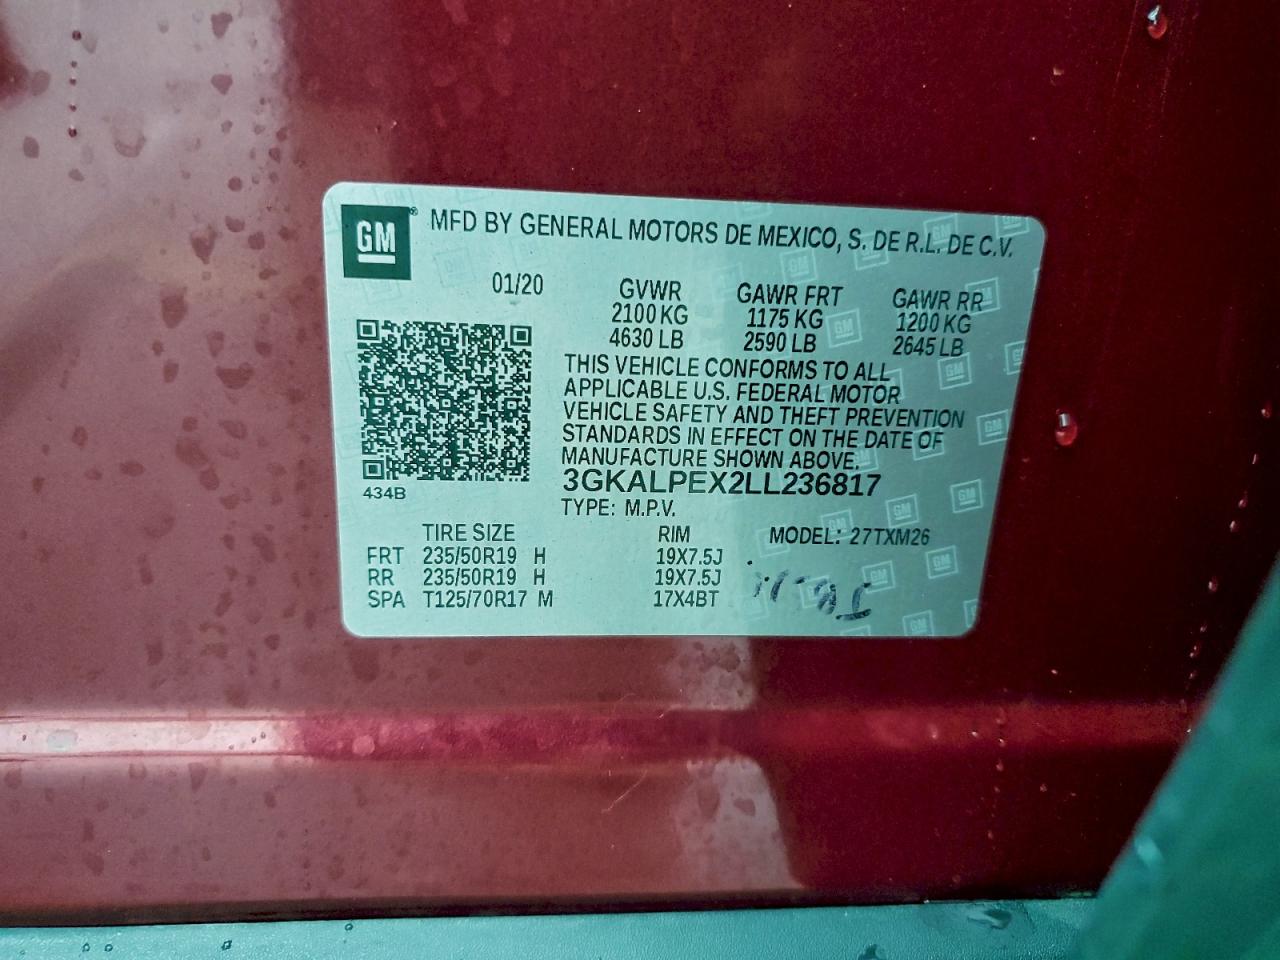 GM® MFD BY GENERAL MOTORS DE MEXICO, S. DE R.L. DE C.V.
01/20 GVWR GAWR FRT GAWR RR
2100 KG 1175 KG 1200 KG
4630 LB 2590 LB 2645 LB
THIS VEHICLE CONFORMS TO ALL
APPLICABLE U.S. FEDERAL MOTOR
VEHICLE SAFETY AND THEFT PREVENTION
STANDARDS IN EFFECT ON THE DATE OF
MANUFACTURE SHOWN ABOVE.
3GKALPEX2LL236817
434B
TYPE: M.P.V.
TIRE SIZE RIM MODEL: 27TXM26
FRT 235/50R19 H 19X7.5J
RR 235/50R19 H 19X7.5J
SPA T125/70R17 M 17X4BT